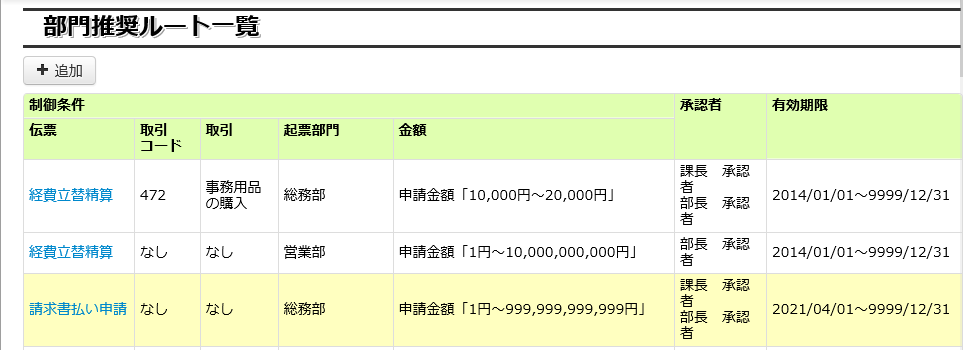 部門推奨ルート一覧
+ 追加
制御条件 承認者 有効期限
伝票 取引コード 取引 起票部門 金額
経費立替精算 472 事務用品の購入 総務部 申請金額「10,000円～20,000円」 課長　承認者 部長　承認者 2014/01/01～9999/12/31
経費立替精算 なし なし 営業部 申請金額「1円～10,000,000,000円」 部長　承認者 2014/01/01～9999/12/31
請求書払い申請 なし なし 総務部 申請金額「1円～999,999,999,999円」 課長　承認者 部長　承認者 2021/04/01～9999/12/31